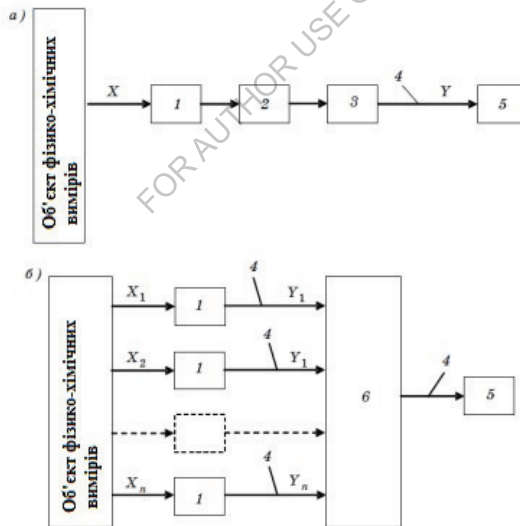 а)
Об'єкт фізико-хімічних
вимірів
X
1
2
3
4
Y
5
FOR AUTHOR USE O
б)
Об'єкт фізико-хімічних
вимірів
X₁
1
4
Y₁
X₂
1
4
Y₁
Xₙ
1
4
Yₙ
6
4
5